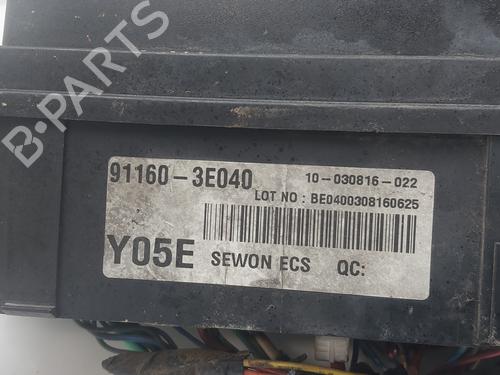 B-PARTS
91160-3E040
10-030816-022
LOT NO : BE0400308160625
Y05E
SEWON ECS QC: